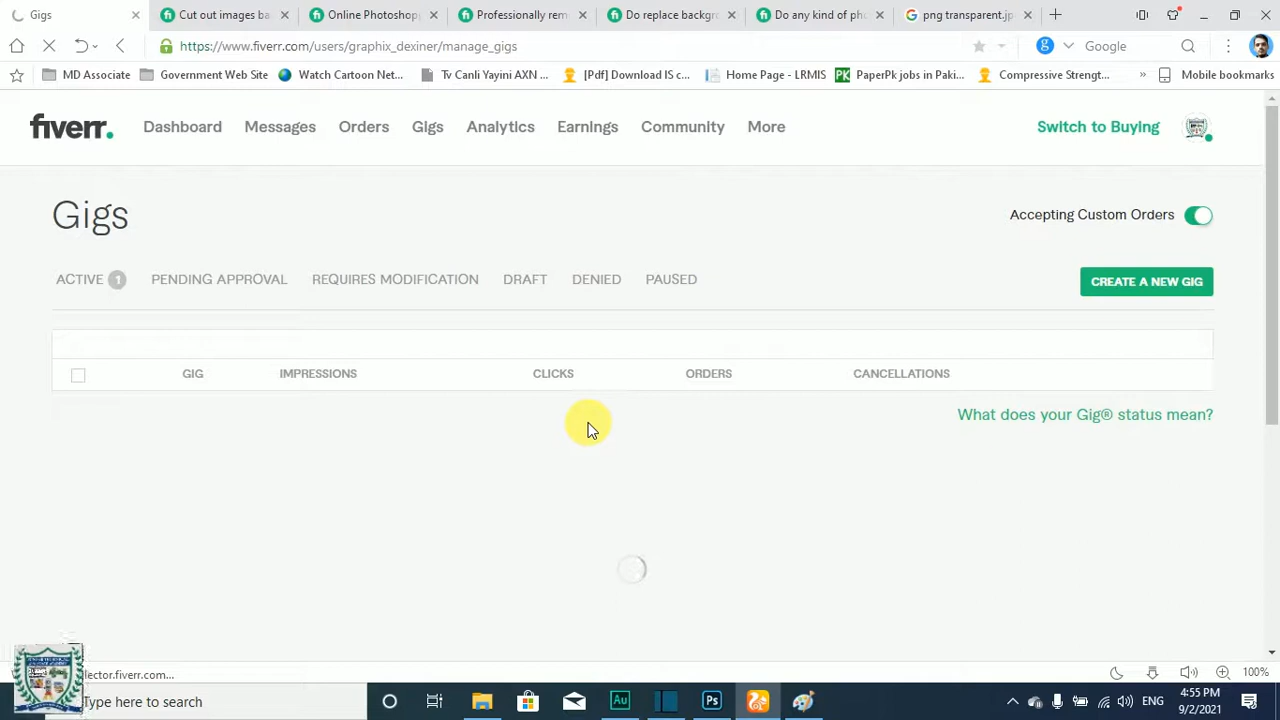 Gigs
Cut out images ba
Online Photoshop
Professionally rem
Do replace backgro
Do any kind of pho
png transparent.jp
https://www.fiverr.com/users/graphix_dexiner/manage_gigs
Google
MD Associate
Government Web Site
Watch Cartoon Net...
Tv Canli Yayini AXN ...
[Pdf] Download IS c...
Home Page - LRMIS
PK PaperPk jobs in Paki...
Compressive Strengt...
»
Mobile bookmarks
fiverr.
Dashboard
Messages
Orders
Gigs
Analytics
Earnings
Community
More
Switch to Buying
Gigs
Accepting Custom Orders
ACTIVE 1
PENDING APPROVAL
REQUIRES MODIFICATION
DRAFT
DENIED
PAUSED
CREATE A NEW GIG
GIG
IMPRESSIONS
CLICKS
ORDERS
CANCELLATIONS
What does your Gig® status mean?
lector.fiverr.com...
100%
Type here to search
Au
Ps
ENG
4:55 PM
9/2/2021